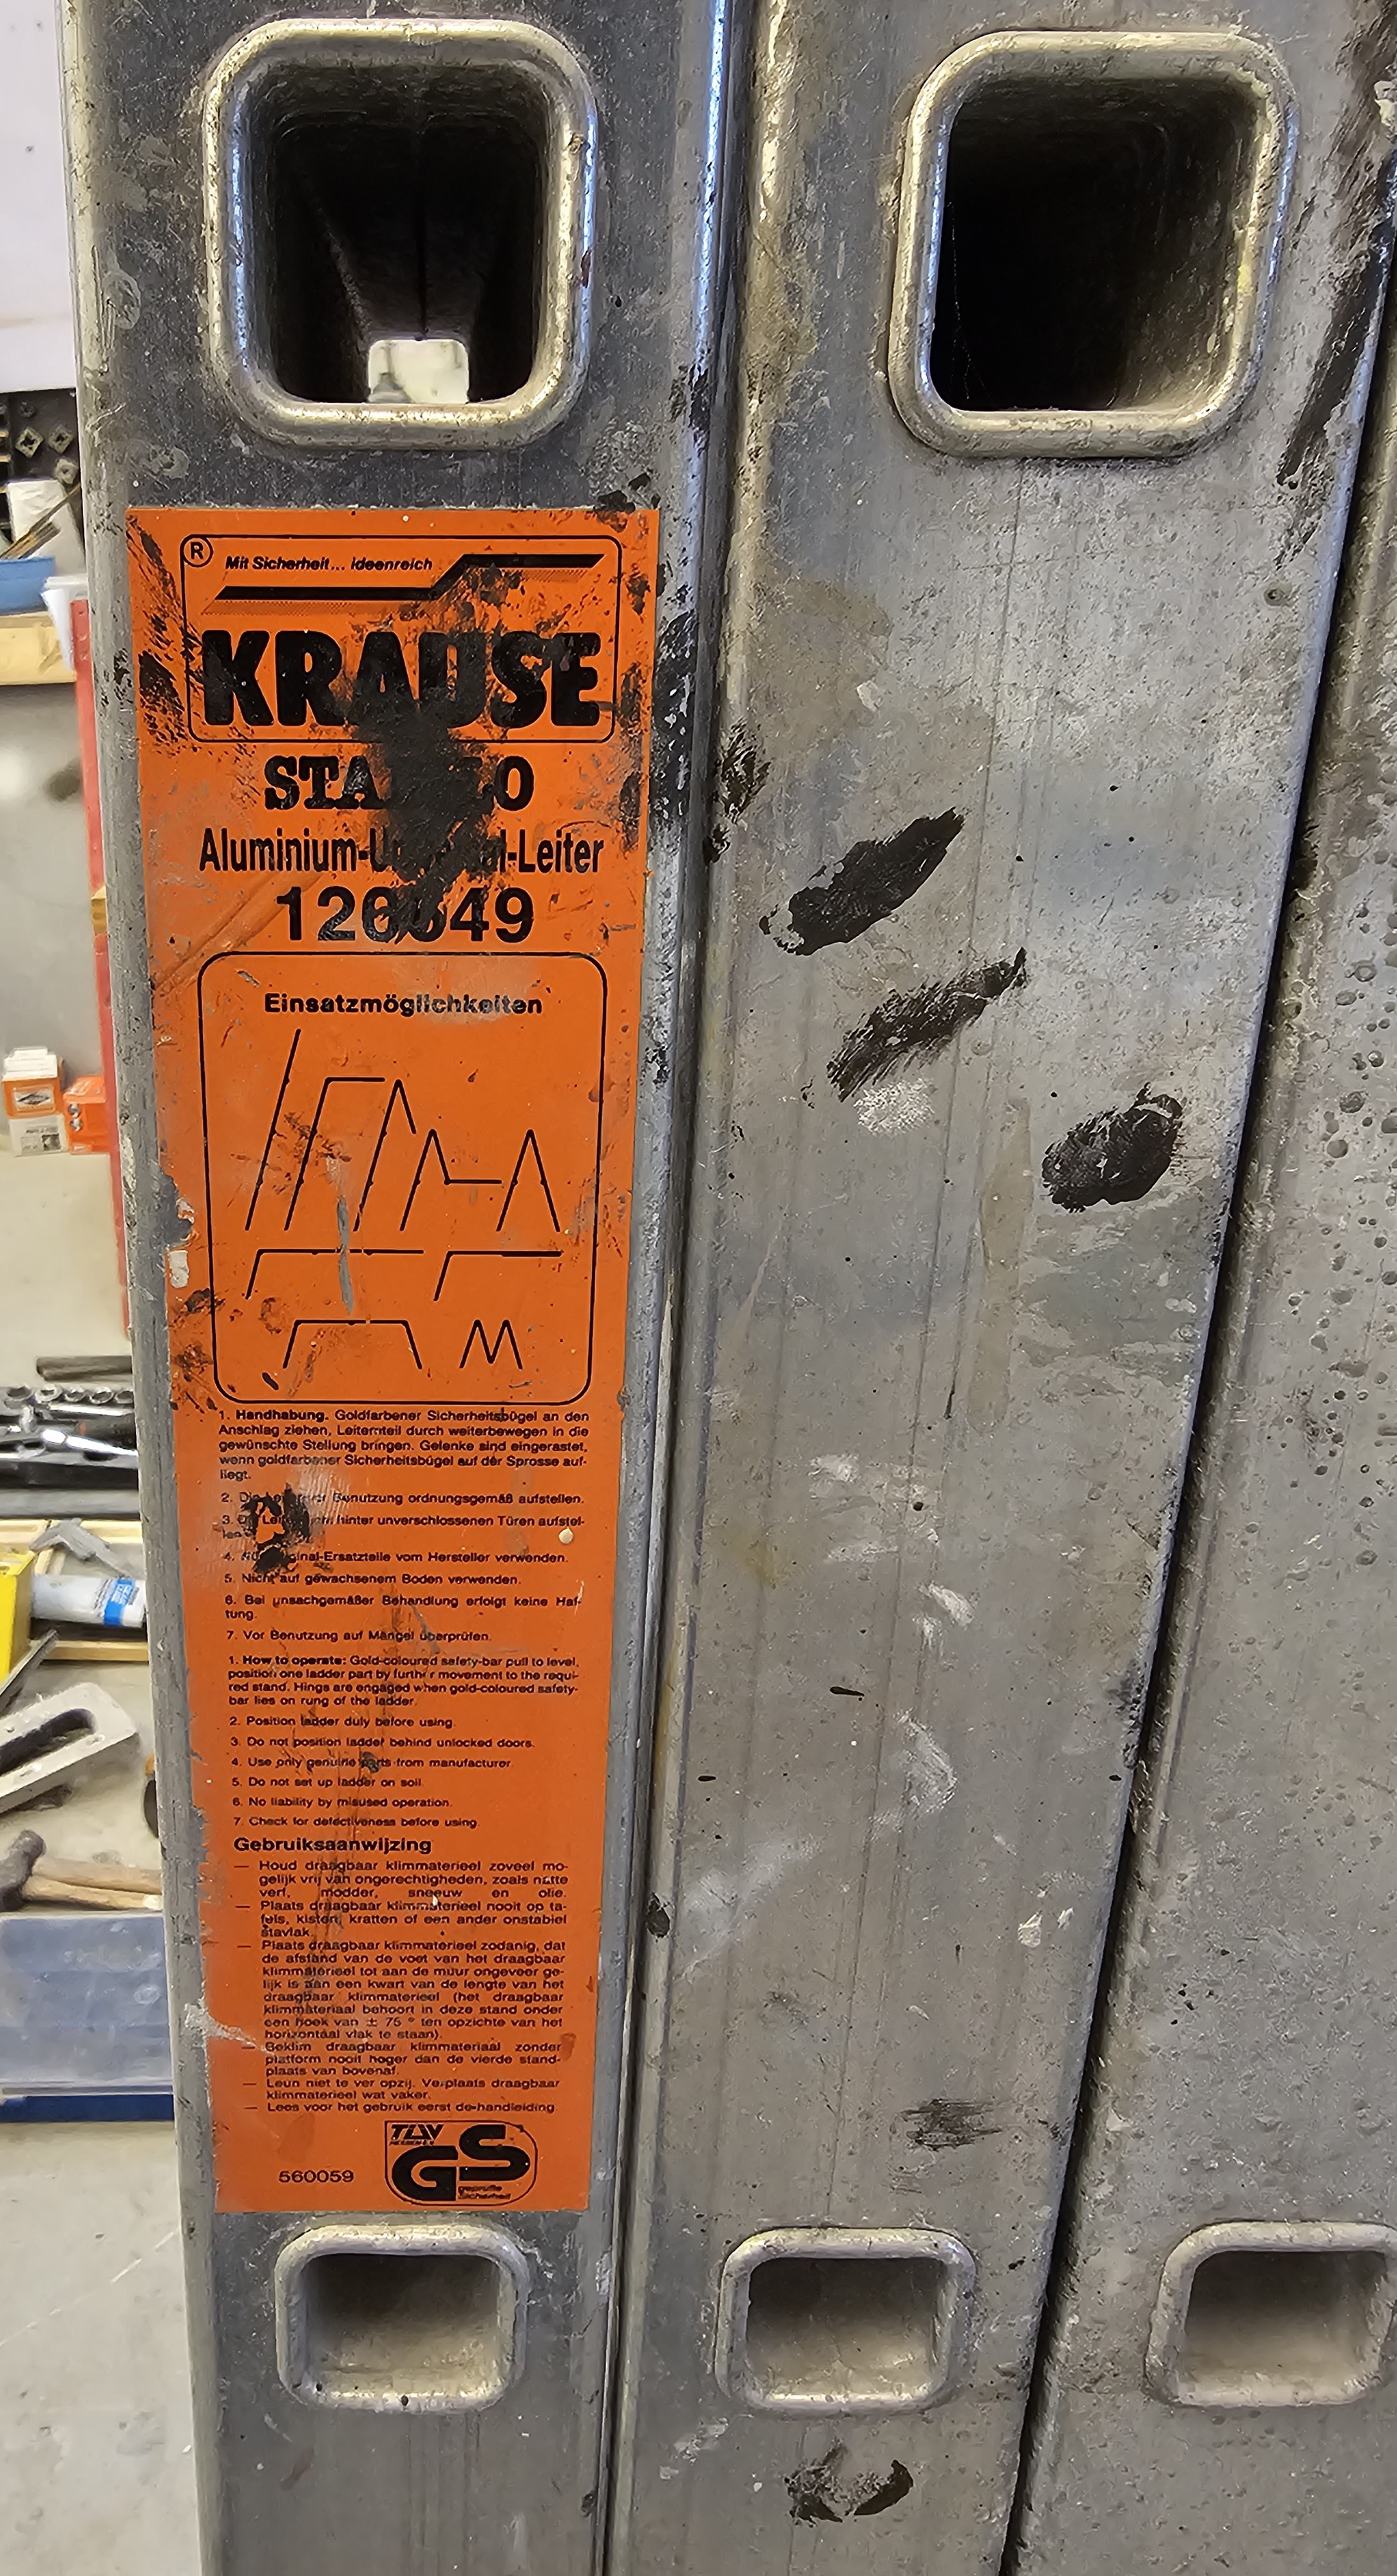 ® Mit Sicherheit... ideenreich
KRAUSE
Aluminium- -Leiter
Einsatzmöglichkeiten
1. Handhabung. Goldfarbener Sicherheitsbügel an den
Anschlag ziehen, Leiternteil durch weiterbewegen in die
gewünschte Stellung bringen. Gelenke sind eingerastet,
wenn goldfarbener Sicherheitsbügel auf der Sprosse auf-
liegt.
2. Benutzung ordnungsgemäß aufstellen.
3. hinter unverschlossenen Türen aufstel-
4. vom Hersteller verwenden.
5. Nicht auf gewachsenem Boden verwenden.
6. Bei unsachgemäßer Behandlung erfolgt keine Haf-
tung.
7. Vor Benutzung auf Mängel überprüfen.
1. How to operate: Gold-coloured safety-bar pull to level,
position one ladder part by further movement to the requi-
red stand. Hings are engaged when gold-coloured safety-
bar lies on rung of the ladder.
2. Position ladder duly before using.
3. Do not position ladder behind unlocked doors.
4. Use only genuine parts from manufacturer.
5. Do not set up ladder on soil.
6. No liability by misused operation.
7. Check for defectiveness before using.
Gebruiksaanwijzing
— Houd draagbaar klimmaterieel zoveel mo-
gelijk vrij van ongerechtigheden, zoals natte
verf, modder, sneeuw en olie.
— Plaats draagbaar klimmaterieel nooit op ta-
fels, kisten, kratten of een ander onstabiel
stavlak.
— Plaats draagbaar klimmaterieel zodanig, dat
de afstand van de voet van het draagbaar
klimmaterieel tot aan de muur ongeveer ge-
lijk is aan een kwart van de lengte van het
draagbaar klimmaterieel (het draagbaar
klimmateriaal behoort in deze stand onder
een hoek van ± 75 ° ten opzichte van het
horizontaal vlak te staan).
— Beklim draagbaar klimmateriaal zonder
platform nooit hoger dan de vierde stand-
plaats van bovenaf.
— Leun niet te ver opzij. Verplaats draagbaar
klimmaterieel wat vaker.
— Lees voor het gebruik eerst de handleiding.
TÜV
560059 GS
geprüfte
Sicherheit